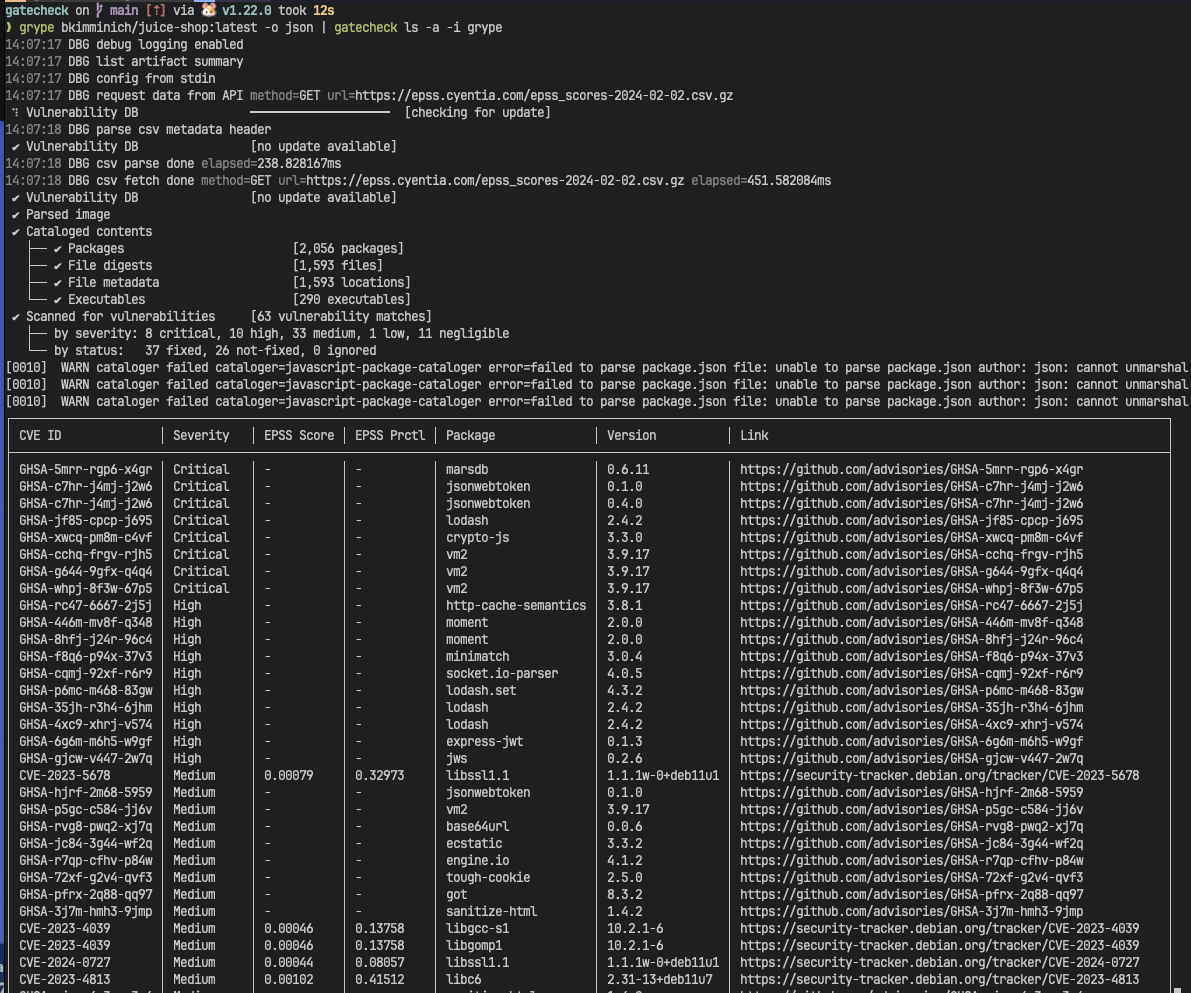 gatecheck on main [↑] via 🐹 v1.22.0 took 12s
❯ grype bkimminich/juice-shop:latest -o json | gatecheck ls -a -i grype
14:07:17 DBG debug logging enabled
14:07:17 DBG list artifact summary
14:07:17 DBG config from stdin
14:07:17 DBG request data from API method=GET url=https://epss.cyentia.com/epss_scores-2024-02-02.csv.gz
Vulnerability DB [checking for update]
14:07:18 DBG parse csv metadata header
✔ Vulnerability DB [no update available]
14:07:18 DBG csv parse done elapsed=238.828167ms
14:07:18 DBG csv fetch done method=GET url=https://epss.cyentia.com/epss_scores-2024-02-02.csv.gz elapsed=451.582084ms
✔ Vulnerability DB [no update available]
✔ Parsed image
✔ Cataloged contents
├── ✔ Packages [2,056 packages]
├── ✔ File digests [1,593 files]
├── ✔ File metadata [1,593 locations]
└── ✔ Executables [290 executables]
✔ Scanned for vulnerabilities [63 vulnerability matches]
├── by severity: 8 critical, 10 high, 33 medium, 1 low, 11 negligible
└── by status: 37 fixed, 26 not-fixed, 0 ignored
[0010] WARN cataloger failed cataloger=javascript-package-cataloger error=failed to parse package.json file: unable to parse package.json author: json: cannot unmarshal
[0010] WARN cataloger failed cataloger=javascript-package-cataloger error=failed to parse package.json file: unable to parse package.json author: json: cannot unmarshal
[0010] WARN cataloger failed cataloger=javascript-package-cataloger error=failed to parse package.json file: unable to parse package.json author: json: cannot unmarshal
CVE ID | Severity | EPSS Score | EPSS Prctl | Package | Version | Link
GHSA-5mrr-rgp6-x4gr | Critical | - | - | marsdb | 0.6.11 | https://github.com/advisories/GHSA-5mrr-rgp6-x4gr
GHSA-c7hr-j4mj-j2w6 | Critical | - | - | jsonwebtoken | 0.1.0 | https://github.com/advisories/GHSA-c7hr-j4mj-j2w6
GHSA-c7hr-j4mj-j2w6 | Critical | - | - | jsonwebtoken | 0.4.0 | https://github.com/advisories/GHSA-c7hr-j4mj-j2w6
GHSA-jf85-cpcp-j695 | Critical | - | - | lodash | 2.4.2 | https://github.com/advisories/GHSA-jf85-cpcp-j695
GHSA-xwcq-pm8m-c4vf | Critical | - | - | crypto-js | 3.3.0 | https://github.com/advisories/GHSA-xwcq-pm8m-c4vf
GHSA-cchq-frgv-rjh5 | Critical | - | - | vm2 | 3.9.17 | https://github.com/advisories/GHSA-cchq-frgv-rjh5
GHSA-g644-9gfx-q4q4 | Critical | - | - | vm2 | 3.9.17 | https://github.com/advisories/GHSA-g644-9gfx-q4q4
GHSA-whpj-8f3w-67p5 | Critical | - | - | vm2 | 3.9.17 | https://github.com/advisories/GHSA-whpj-8f3w-67p5
GHSA-rc47-6667-2j5j | High | - | - | http-cache-semantics | 3.8.1 | https://github.com/advisories/GHSA-rc47-6667-2j5j
GHSA-446m-mv8f-q348 | High | - | - | moment | 2.0.0 | https://github.com/advisories/GHSA-446m-mv8f-q348
GHSA-8hfj-j24r-96c4 | High | - | - | moment | 2.0.0 | https://github.com/advisories/GHSA-8hfj-j24r-96c4
GHSA-f8q6-p94x-37v3 | High | - | - | minimatch | 3.0.4 | https://github.com/advisories/GHSA-f8q6-p94x-37v3
GHSA-cqmj-92xf-r6r9 | High | - | - | socket.io-parser | 4.0.5 | https://github.com/advisories/GHSA-cqmj-92xf-r6r9
GHSA-p6mc-m468-83gw | High | - | - | lodash.set | 4.3.2 | https://github.com/advisories/GHSA-p6mc-m468-83gw
GHSA-35jh-r3h4-6jhm | High | - | - | lodash | 2.4.2 | https://github.com/advisories/GHSA-35jh-r3h4-6jhm
GHSA-4xc9-xhrj-v574 | High | - | - | lodash | 2.4.2 | https://github.com/advisories/GHSA-4xc9-xhrj-v574
GHSA-6g6m-m6h5-w9gf | High | - | - | express-jwt | 0.1.3 | https://github.com/advisories/GHSA-6g6m-m6h5-w9gf
GHSA-gjcw-v447-2w7q | High | - | - | jws | 0.2.6 | https://github.com/advisories/GHSA-gjcw-v447-2w7q
CVE-2023-5678 | Medium | 0.00079 | 0.32973 | libssl1.1 | 1.1.1w-0+deb11u1 | https://security-tracker.debian.org/tracker/CVE-2023-5678
GHSA-hjrf-2m68-5959 | Medium | - | - | jsonwebtoken | 0.1.0 | https://github.com/advisories/GHSA-hjrf-2m68-5959
GHSA-p5gc-c584-jj6v | Medium | - | - | vm2 | 3.9.17 | https://github.com/advisories/GHSA-p5gc-c584-jj6v
GHSA-rvg8-pwq2-xj7q | Medium | - | - | base64url | 0.0.6 | https://github.com/advisories/GHSA-rvg8-pwq2-xj7q
GHSA-jc84-3g44-wf2q | Medium | - | - | ecstatic | 3.3.2 | https://github.com/advisories/GHSA-jc84-3g44-wf2q
GHSA-r7qp-cfhv-p84w | Medium | - | - | engine.io | 4.1.2 | https://github.com/advisories/GHSA-r7qp-cfhv-p84w
GHSA-72xf-g2v4-qvf3 | Medium | - | - | tough-cookie | 2.5.0 | https://github.com/advisories/GHSA-72xf-g2v4-qvf3
GHSA-pfrx-2q88-qq97 | Medium | - | - | got | 8.3.2 | https://github.com/advisories/GHSA-pfrx-2q88-qq97
GHSA-3j7m-hmh3-9jmp | Medium | - | - | sanitize-html | 1.4.2 | https://github.com/advisories/GHSA-3j7m-hmh3-9jmp
CVE-2023-4039 | Medium | 0.00046 | 0.13758 | libgcc-s1 | 10.2.1-6 | https://security-tracker.debian.org/tracker/CVE-2023-4039
CVE-2023-4039 | Medium | 0.00046 | 0.13758 | libgomp1 | 10.2.1-6 | https://security-tracker.debian.org/tracker/CVE-2023-4039
CVE-2024-0727 | Medium | 0.00044 | 0.08057 | libssl1.1 | 1.1.1w-0+deb11u1 | https://security-tracker.debian.org/tracker/CVE-2024-0727
CVE-2023-4813 | Medium | 0.00102 | 0.41512 | libc6 | 2.31-13+deb11u7 | https://security-tracker.debian.org/tracker/CVE-2023-4813